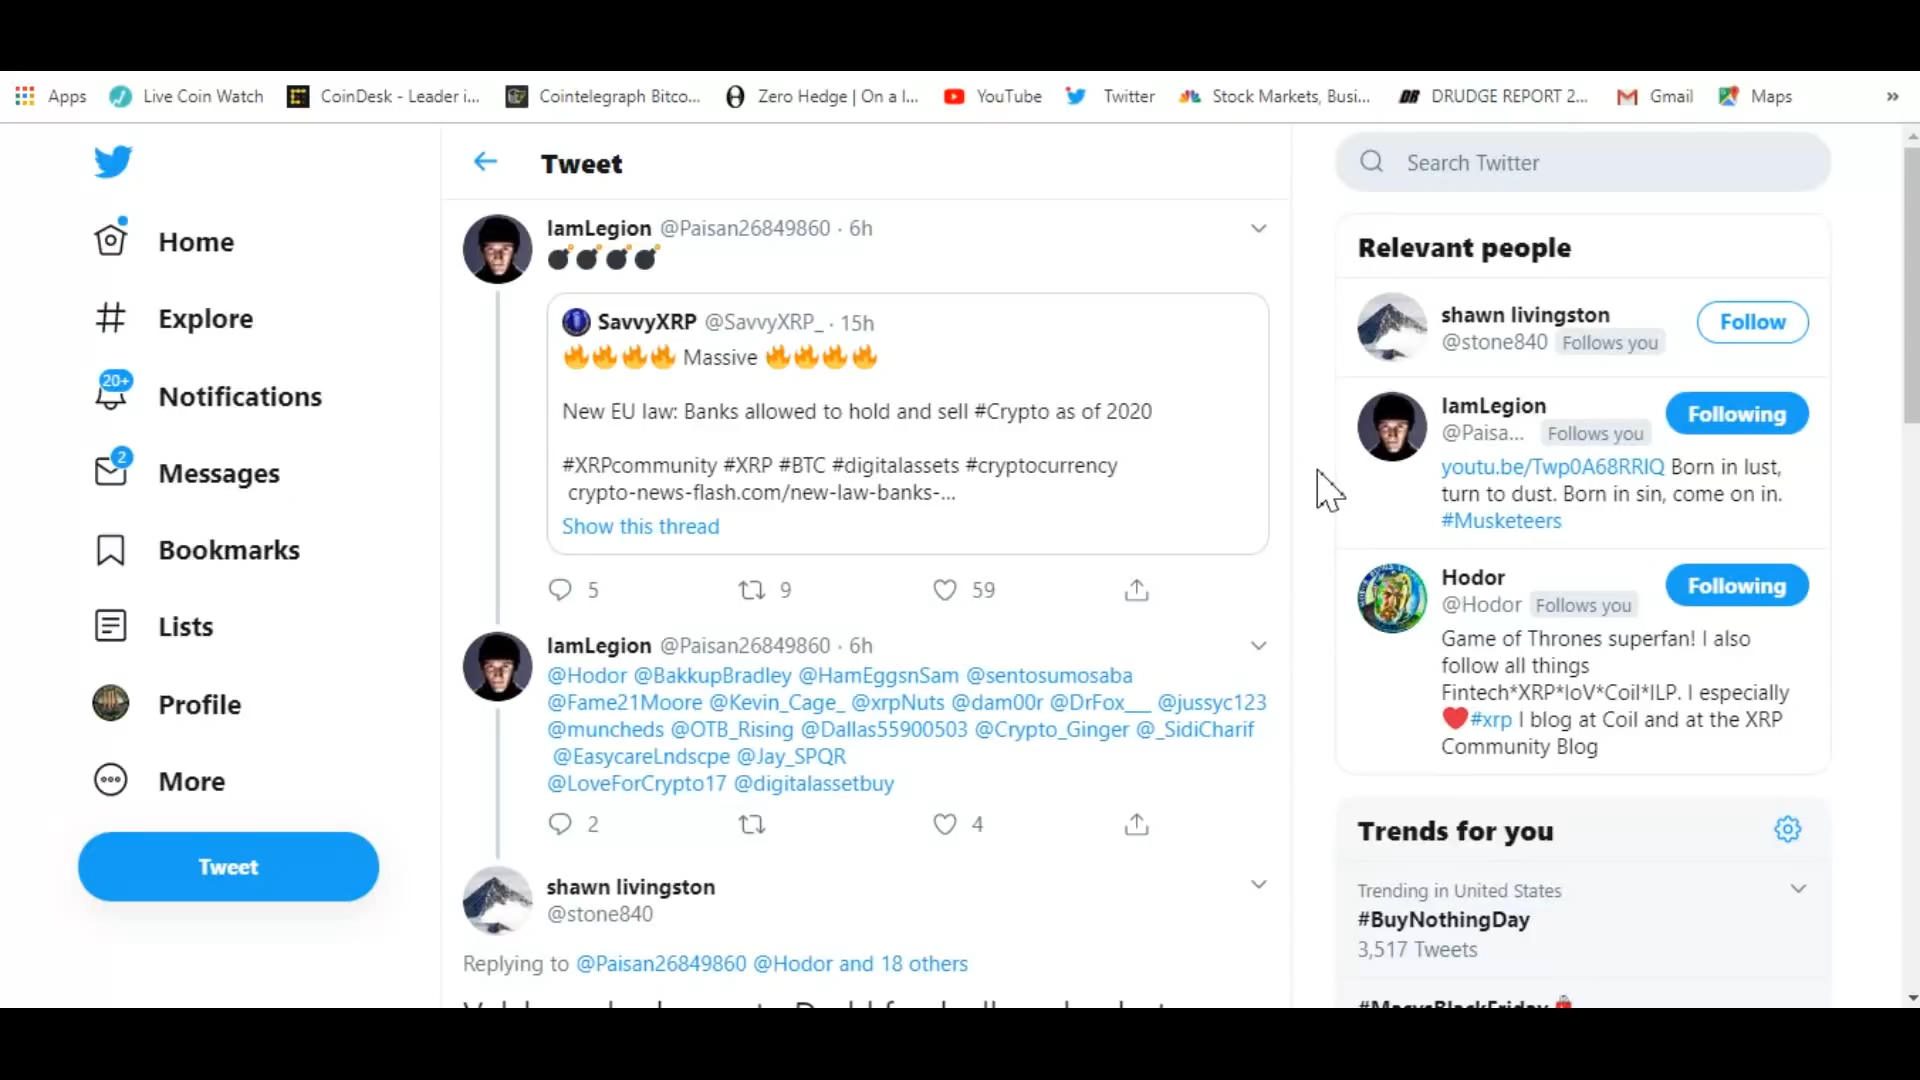 Apps Live Coin Watch CoinDesk - Leader i... Cointelegraph Bitco... Zero Hedge | On a l... YouTube Twitter Stock Markets, Busi... DRUDGE REPORT 2... Gmail Maps »
Home
Explore
20+
Notifications
2
Messages
Bookmarks
Lists
Profile
More
Tweet
Tweet
IamLegion @Paisan26849860 · 6h
SavvyXRP @SavvyXRP_ · 15h
🔥🔥🔥🔥 Massive 🔥🔥🔥🔥
New EU law: Banks allowed to hold and sell #Crypto as of 2020
#XRPcommunity #XRP #BTC #digitalassets #cryptocurrency
crypto-news-flash.com/new-law-banks-...
Show this thread
5 9 59
IamLegion @Paisan26849860 · 6h
@Hodor @BakkupBradley @HamEggsnSam @sentosumosaba
@Fame21Moore @Kevin_Cage_ @xrpNuts @dam00r @DrFox___ @jussyc123
@muncheds @OTB_Rising @Dallas55900503 @Crypto_Ginger @_SidiCharif
@EasycareLndscpe @Jay_SPQR
@LoveForCrypto17 @digitalassetbuy
2 4
shawn livingston
@stone840
Replying to @Paisan26849860 @Hodor and 18 others
Search Twitter
Relevant people
shawn livingston
@stone840 Follows you
Follow
IamLegion
@Paisa... Follows you
Following
youtu.be/Twp0A68RRIQ Born in lust,
turn to dust. Born in sin, come on in.
#Musketeers
Hodor
@Hodor Follows you
Following
Game of Thrones superfan! I also
follow all things
Fintech*XRP*IoV*Coil*ILP. I especially
❤️#xrp I blog at Coil and at the XRP
Community Blog
Trends for you
Trending in United States
#BuyNothingDay
3,517 Tweets
#MacysBlackFriday